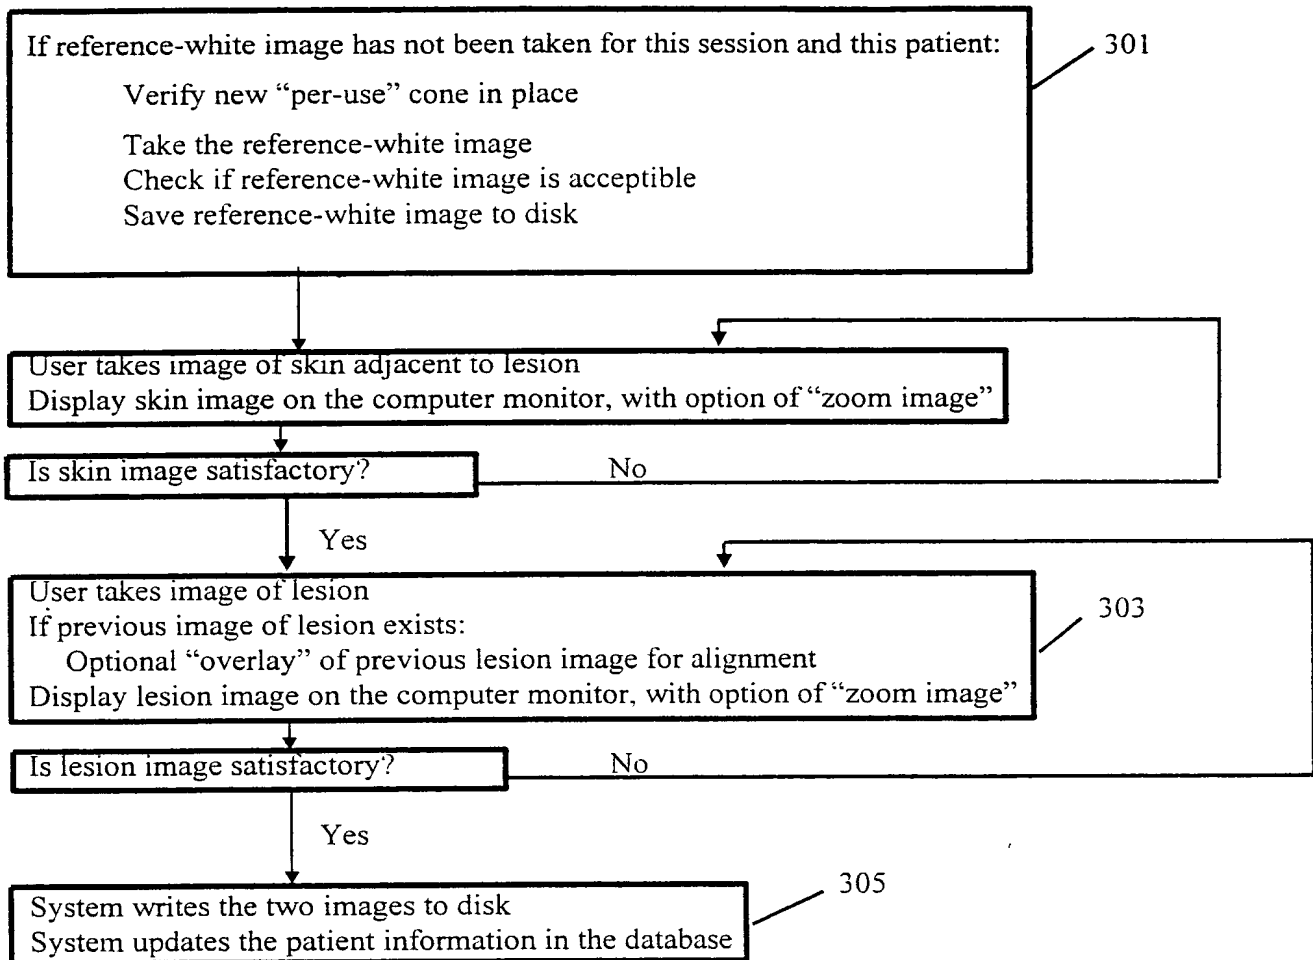 If reference-white image has not been taken for this session and this patient:
301
Verify new “per-use” cone in place
Take the reference-white image
Check if reference-white image is acceptible
Save reference-white image to disk
User takes image of skin adjacent to lesion
Display skin image on the computer monitor, with option of “zoom image”
Is skin image satisfactory?
No
Yes
User takes image of lesion
303
If previous image of lesion exists:
Optional “overlay” of previous lesion image for alignment
Display lesion image on the computer monitor, with option of “zoom image”
Is lesion image satisfactory?
No
Yes
305
System writes the two images to disk
System updates the patient information in the database